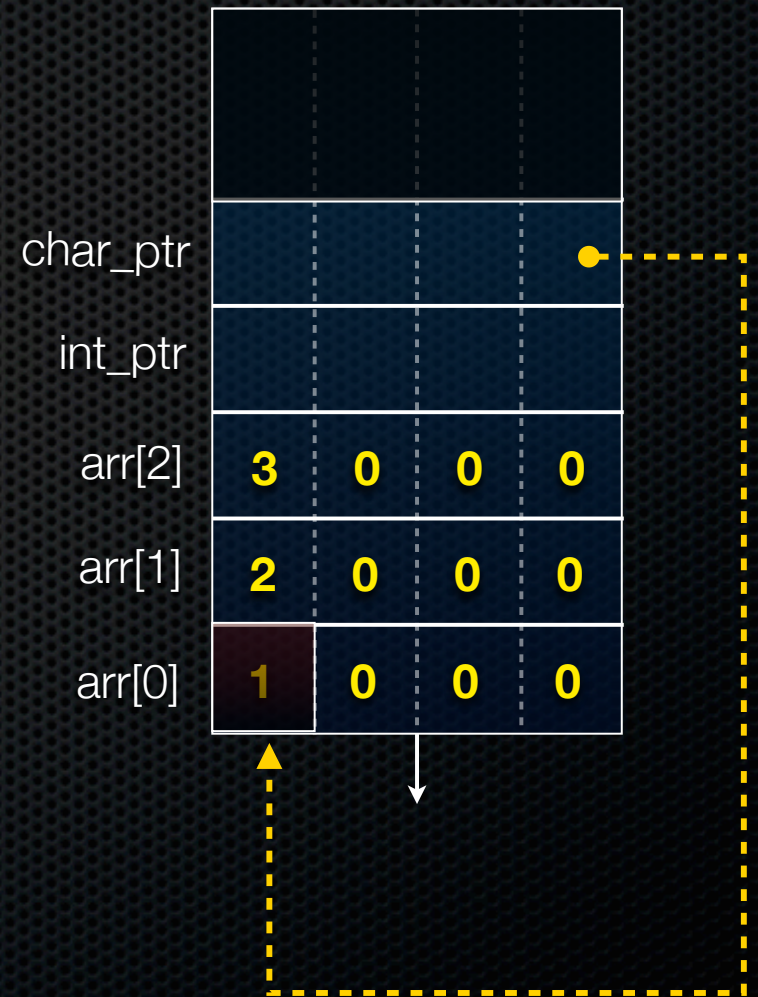 char_ptr
int_ptr
arr[2] 3 0 0 0
arr[1] 2 0 0 0
arr[0] 1 0 0 0